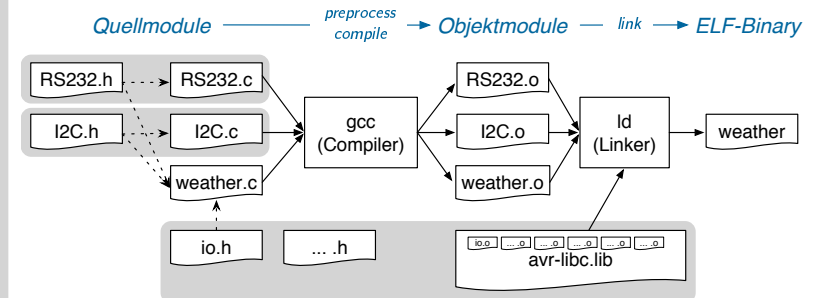 Quellmodule
preprocess
compile
Objektmodule
link
ELF-Binary
RS232.h
RS232.c
RS232.o
I2C.h
I2C.c
gcc
(Compiler)
I2C.o
ld
(Linker)
weather
weather.c
weather.o
io.h
... .h
io.o
... .o
... .o
... .o
... .o
... .o
avr-libc.lib